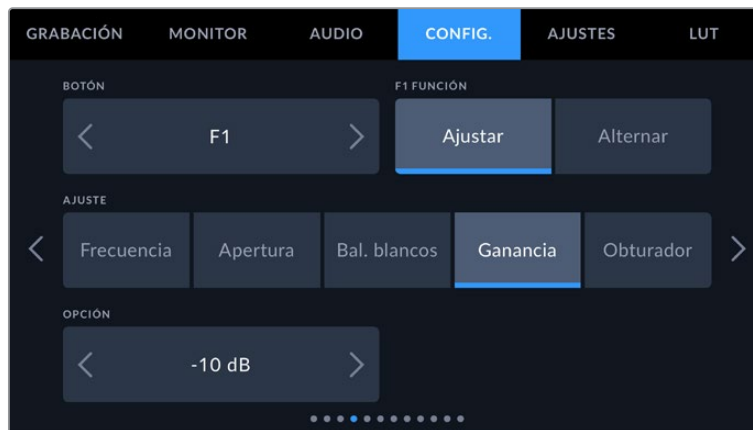 GRABACIÓN MONITOR AUDIO CONFIG. AJUSTES LUT
BOTÓN F1 FUNCIÓN
F1 Ajustar Alternar
AJUSTE
Frecuencia Apertura Bal. blancos Ganancia Obturador
OPCIÓN
-10 dB